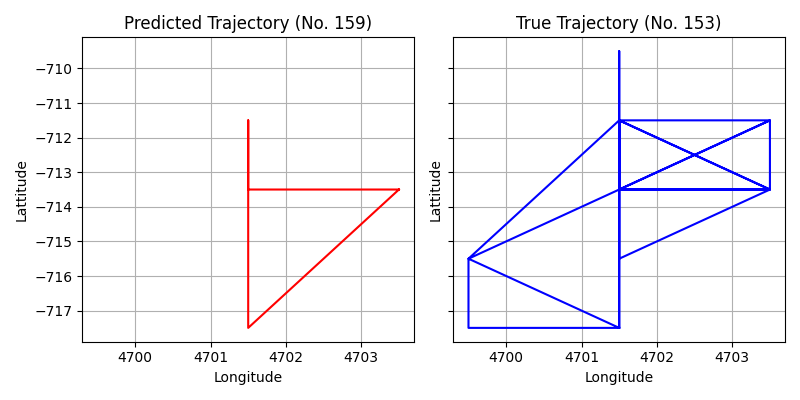 Predicted Trajectory (No. 159)
True Trajectory (No. 153)
−710
−711
−712
−713
−714
−715
−716
−717
Lattitude
Lattitude
4700 4701 4702 4703
4700 4701 4702 4703
Longitude
Longitude